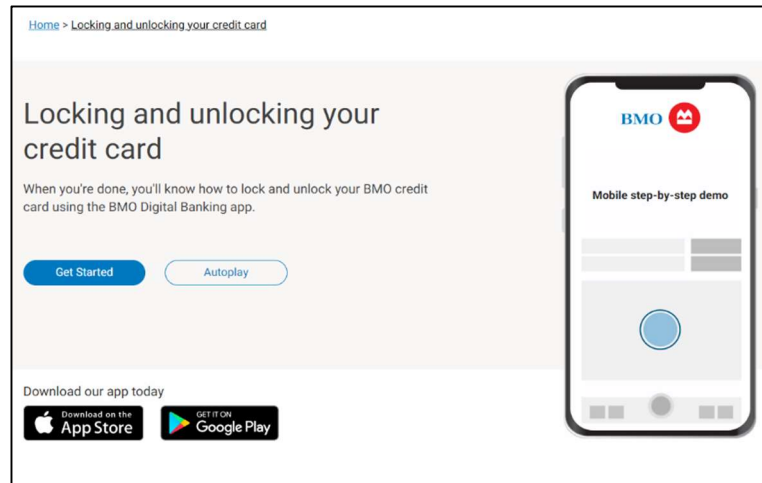 Home > Locking and unlocking your credit card
Locking and unlocking your
credit card
When you're done, you'll know how to lock and unlock your BMO credit
card using the BMO Digital Banking app.
Get Started
Autoplay
Download our app today
Download on the
App Store
GET IT ON
Google Play
BMO
Mobile step-by-step demo